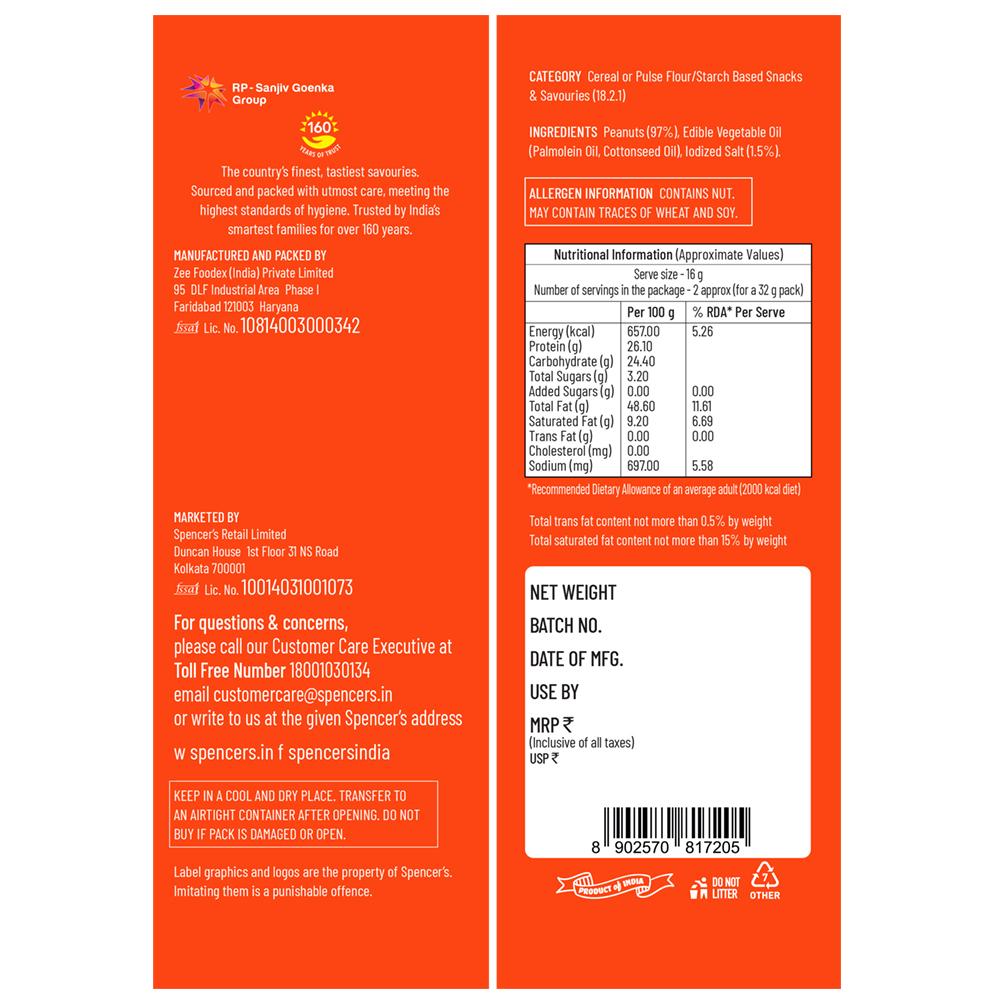 RP-Sanjiv Goenka
Group
160
YEARS OF TRUST
The country's finest, tastiest savouries.
Sourced and packed with utmost care, meeting the
highest standards of hygiene. Trusted by India's
smartest families for over 160 years.
MANUFACTURED AND PACKED BY
Zee Foodex (India) Private Limited
95 DLF Industrial Area Phase I
Faridabad 121003 Haryana
fssai Lic. No. 10814003000342
MARKETED BY
Spencer's Retail Limited
Duncan House 1st Floor 31 NS Road
Kolkata 700001
fssai Lic. No. 10014031001073
For questions & concerns,
please call our Customer Care Executive at
Toll Free Number 18001030134
email customercare@spencers.in
or write to us at the given Spencer's address
w spencers.in f spencersindia
KEEP IN A COOL AND DRY PLACE. TRANSFER TO
AN AIRTIGHT CONTAINER AFTER OPENING. DO NOT
BUY IF PACK IS DAMAGED OR OPEN.
Label graphics and logos are the property of Spencer's.
Imitating them is a punishable offence.
CATEGORY Cereal or Pulse Flour/Starch Based Snacks
& Savouries (18.2.1)
INGREDIENTS Peanuts (97%), Edible Vegetable Oil
(Palmolein Oil, Cottonseed Oil), Iodized Salt (1.5%).
ALLERGEN INFORMATION CONTAINS NUT.
MAY CONTAIN TRACES OF WHEAT AND SOY.
Nutritional Information (Approximate Values)
Serve size - 16 g
Number of servings in the package - 2 approx (for a 32 g pack)
Per 100 g % RDA* Per Serve
Energy (kcal) 657.00 5.26
Protein (g) 26.10
Carbohydrate (g) 24.40
Total Sugars (g) 3.20
Added Sugars (g) 0.00 0.00
Total Fat (g) 48.60 11.61
Saturated Fat (g) 9.20 6.69
Trans Fat (g) 0.00 0.00
Cholesterol (mg) 0.00
Sodium (mg) 697.00 5.58
*Recommended Dietary Allowance of an average adult (2000 kcal diet)
Total trans fat content not more than 0.5% by weight
Total saturated fat content not more than 15% by weight
NET WEIGHT
BATCH NO.
DATE OF MFG.
USE BY
MRP ₹
(Inclusive of all taxes)
USP ₹
8 902570 817205
PRODUCT of INDIA
DO NOT
LITTER
7
OTHER